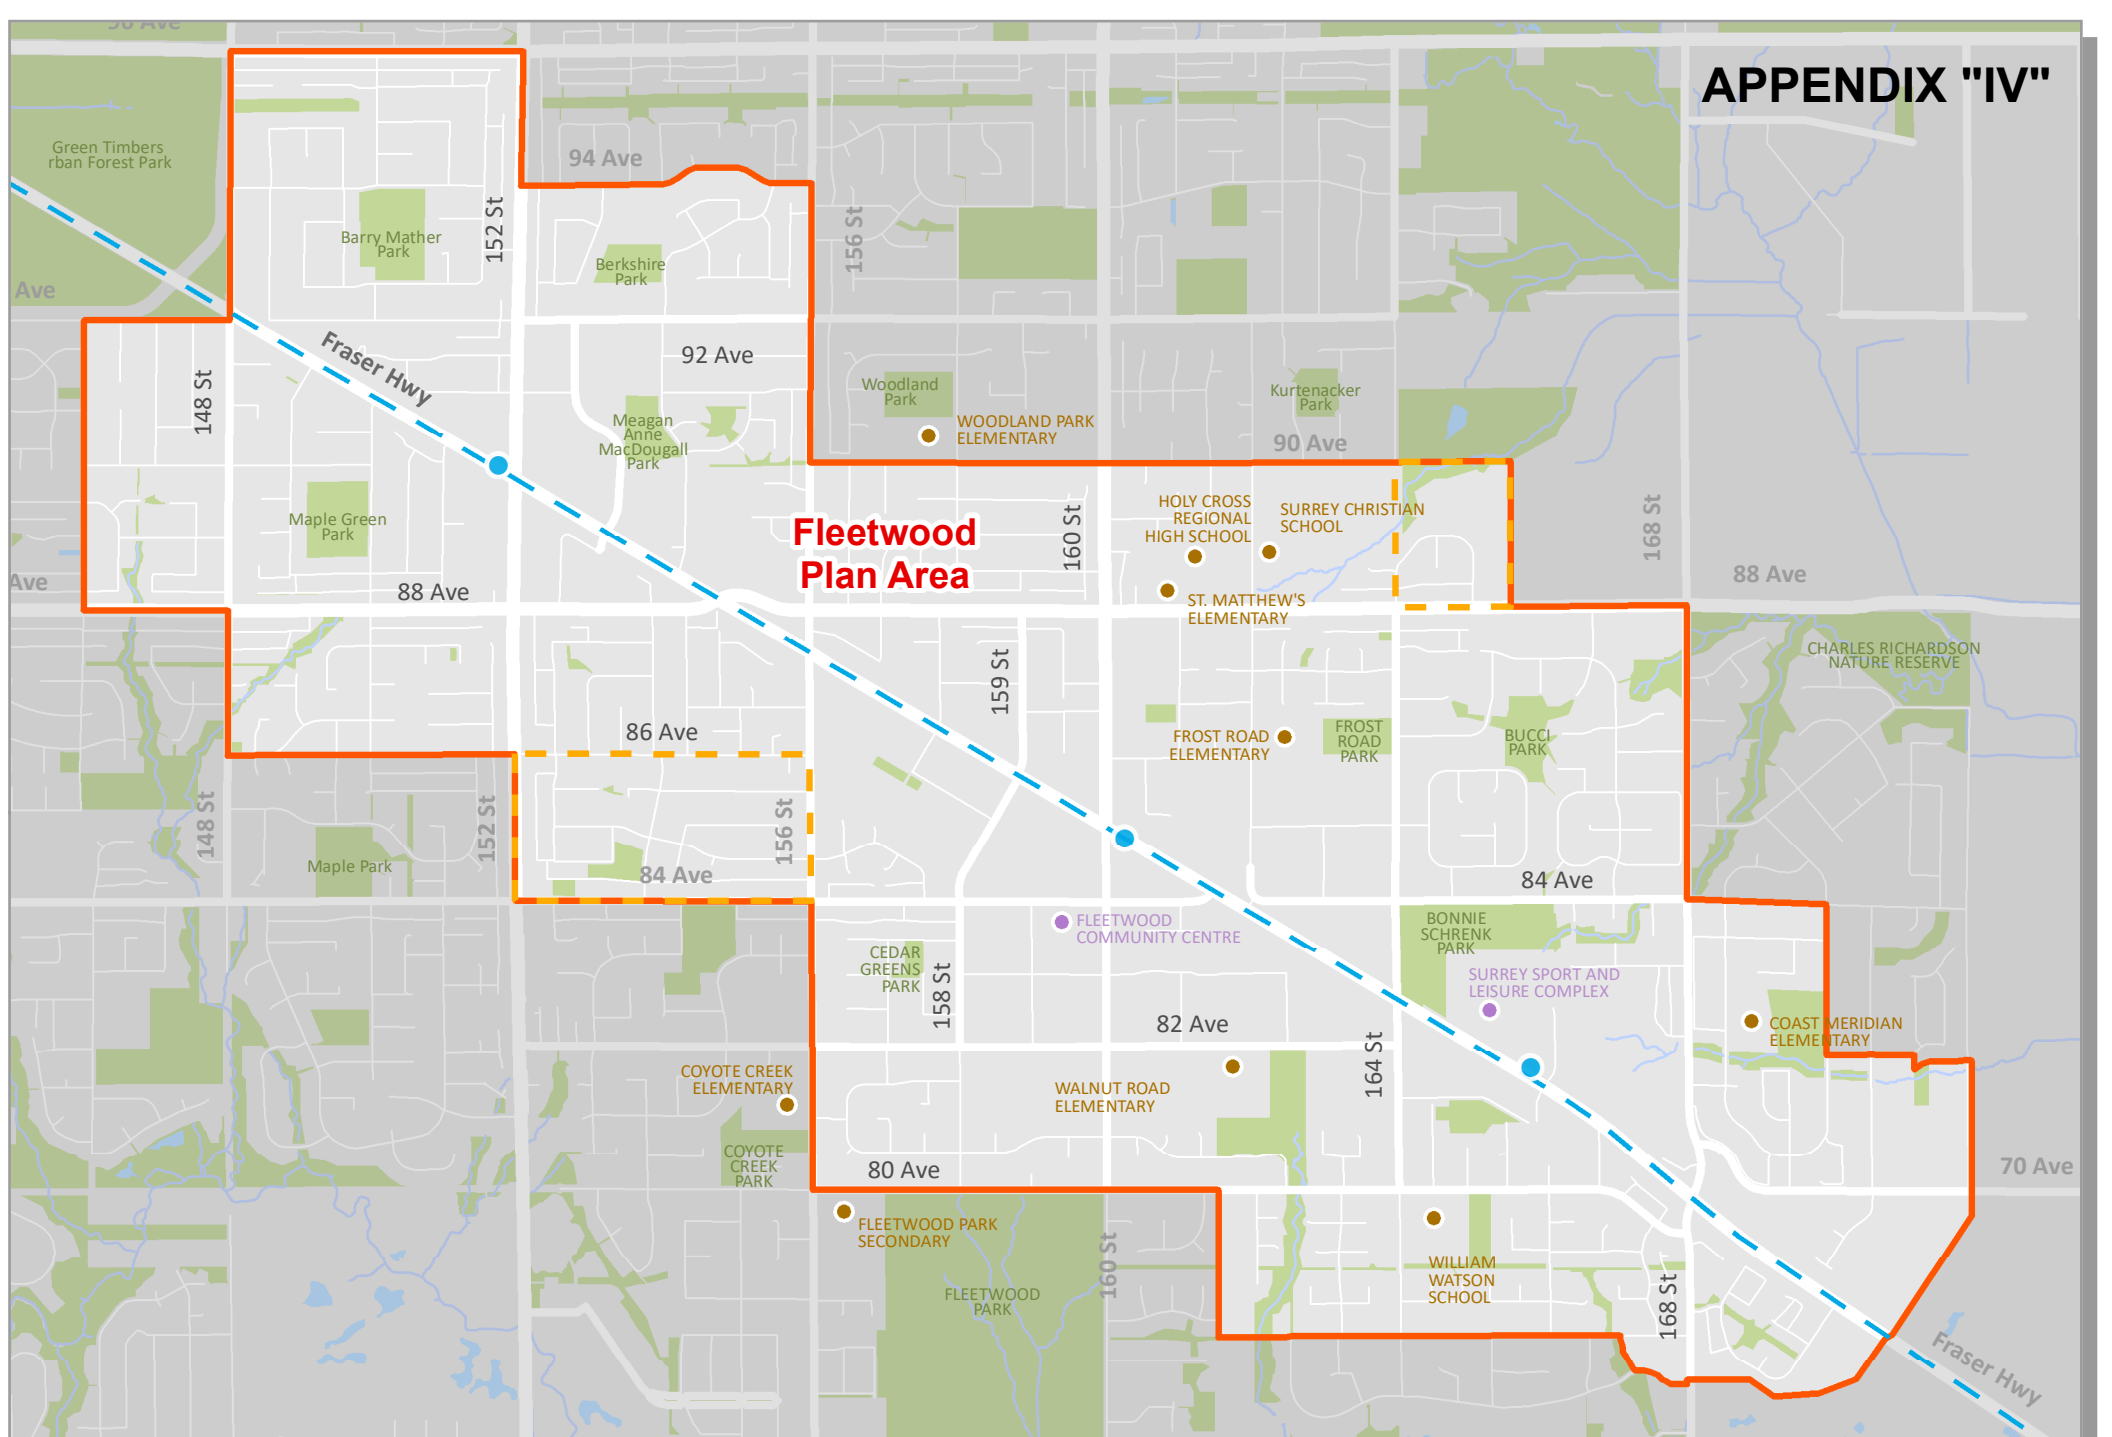 96 Ave
APPENDIX "IV"
Green Timbers
rban Forest Park
94 Ave
152 St
156 St
Barry Mather
Park
Berkshire
Park
Ave
Fraser Hwy
92 Ave
148 St
Woodland
Park
Kurtenacker
Park
Meagan
Anne
MacDougall
Park
WOODLAND PARK
ELEMENTARY
90 Ave
Maple Green
Park
Fleetwood
Plan Area
160 St
HOLY CROSS
REGIONAL
HIGH SCHOOL
SURREY CHRISTIAN
SCHOOL
168 St
Ave
88 Ave
ST. MATTHEW'S
ELEMENTARY
88 Ave
CHARLES RICHARDSON
NATURE RESERVE
159 St
86 Ave
FROST ROAD
ELEMENTARY
FROST
ROAD
PARK
BUCCI
PARK
148 St
152 St
156 St
Maple Park
84 Ave
84 Ave
FLEETWOOD
COMMUNITY CENTRE
BONNIE
SCHRENK
PARK
CEDAR
GREENS
PARK
158 St
SURREY SPORT AND
LEISURE COMPLEX
82 Ave
164 St
COAST MERIDIAN
ELEMENTARY
COYOTE CREEK
ELEMENTARY
WALNUT ROAD
ELEMENTARY
COYOTE
CREEK
PARK
80 Ave
70 Ave
FLEETWOOD PARK
SECONDARY
160 St
FLEETWOOD
PARK
WILLIAM
WATSON
SCHOOL
168 St
Fraser Hwy